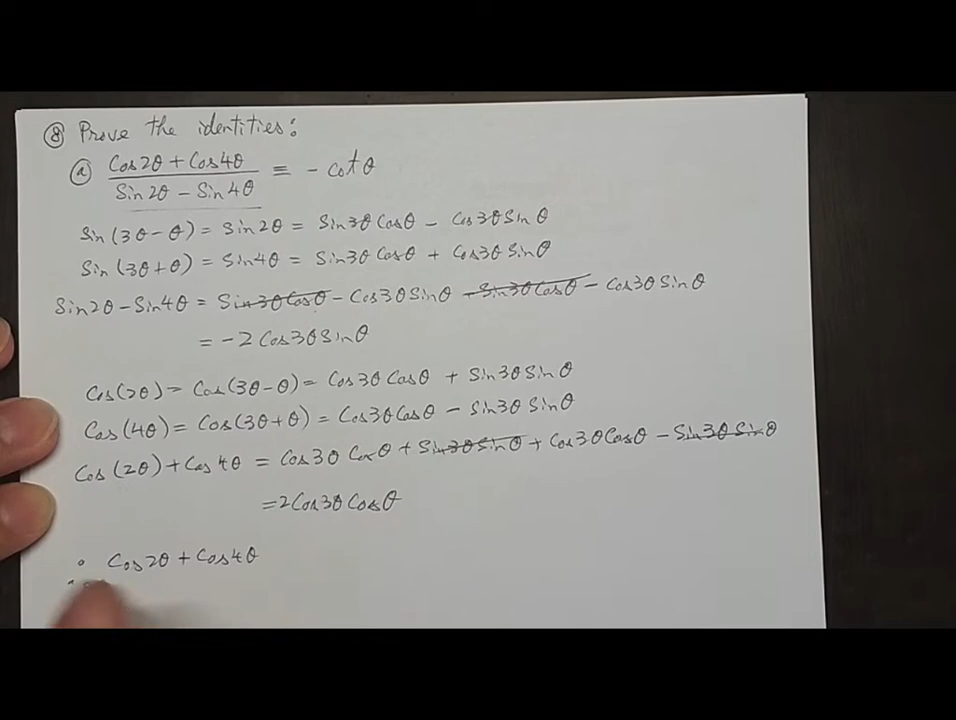 ⑧ Prove the identities:
ⓐ Cos2θ + Cos4θ / Sin2θ − Sin4θ ≡ − cotθ
Sin(3θ−θ) = Sin2θ = Sin3θ Cosθ − Cos3θ Sinθ
Sin(3θ+θ) = Sin4θ = Sin3θ Cosθ + Cos3θ Sinθ
Sin2θ − Sin4θ = Sin3θ Cosθ − Cos3θ Sinθ − Sin3θ Cosθ − Cos3θ Sinθ
= −2 Cos3θ Sinθ
Cos(2θ) = Cos(3θ−θ) = Cos3θ Cosθ + Sin3θ Sinθ
Cos(4θ) = Cos(3θ+θ) = Cos3θ Cosθ − Sin3θ Sinθ
Cos(2θ) + Cos4θ = Cos3θ Cosθ + Sin3θ Sinθ + Cos3θ Cosθ − Sin3θ Sinθ
= 2Cos3θ Cosθ
∴ Cos2θ + Cos4θ